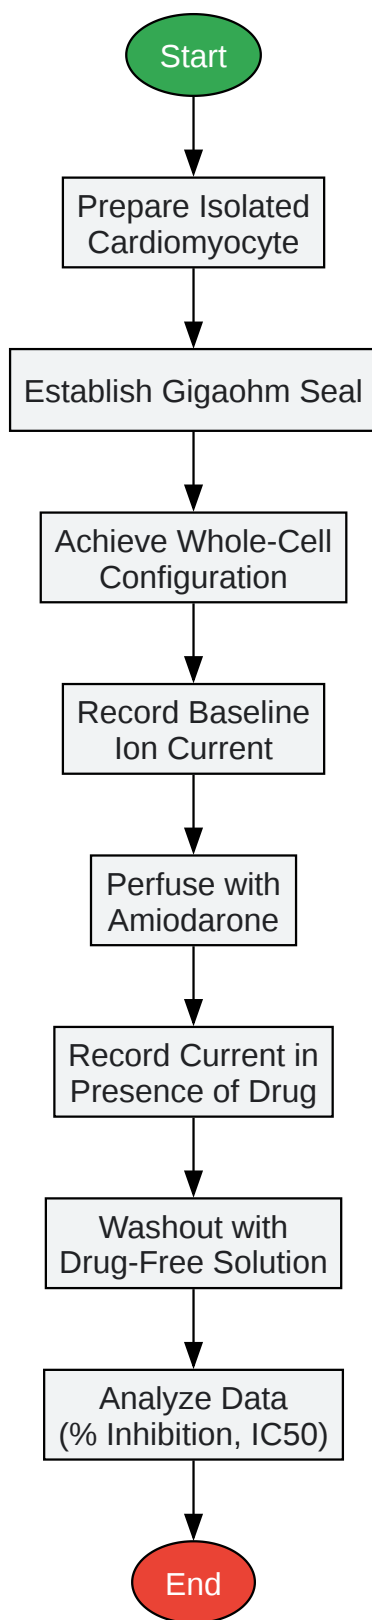 Start
Prepare Isolated
Cardiomyocyte
Establish Gigaohm Seal
Achieve Whole-Cell
Configuration
Record Baseline
Ion Current
Perfuse with
Amiodarone
Record Current in
Presence of Drug
Washout with
Drug-Free Solution
Analyze Data
(% Inhibition, IC50)
End